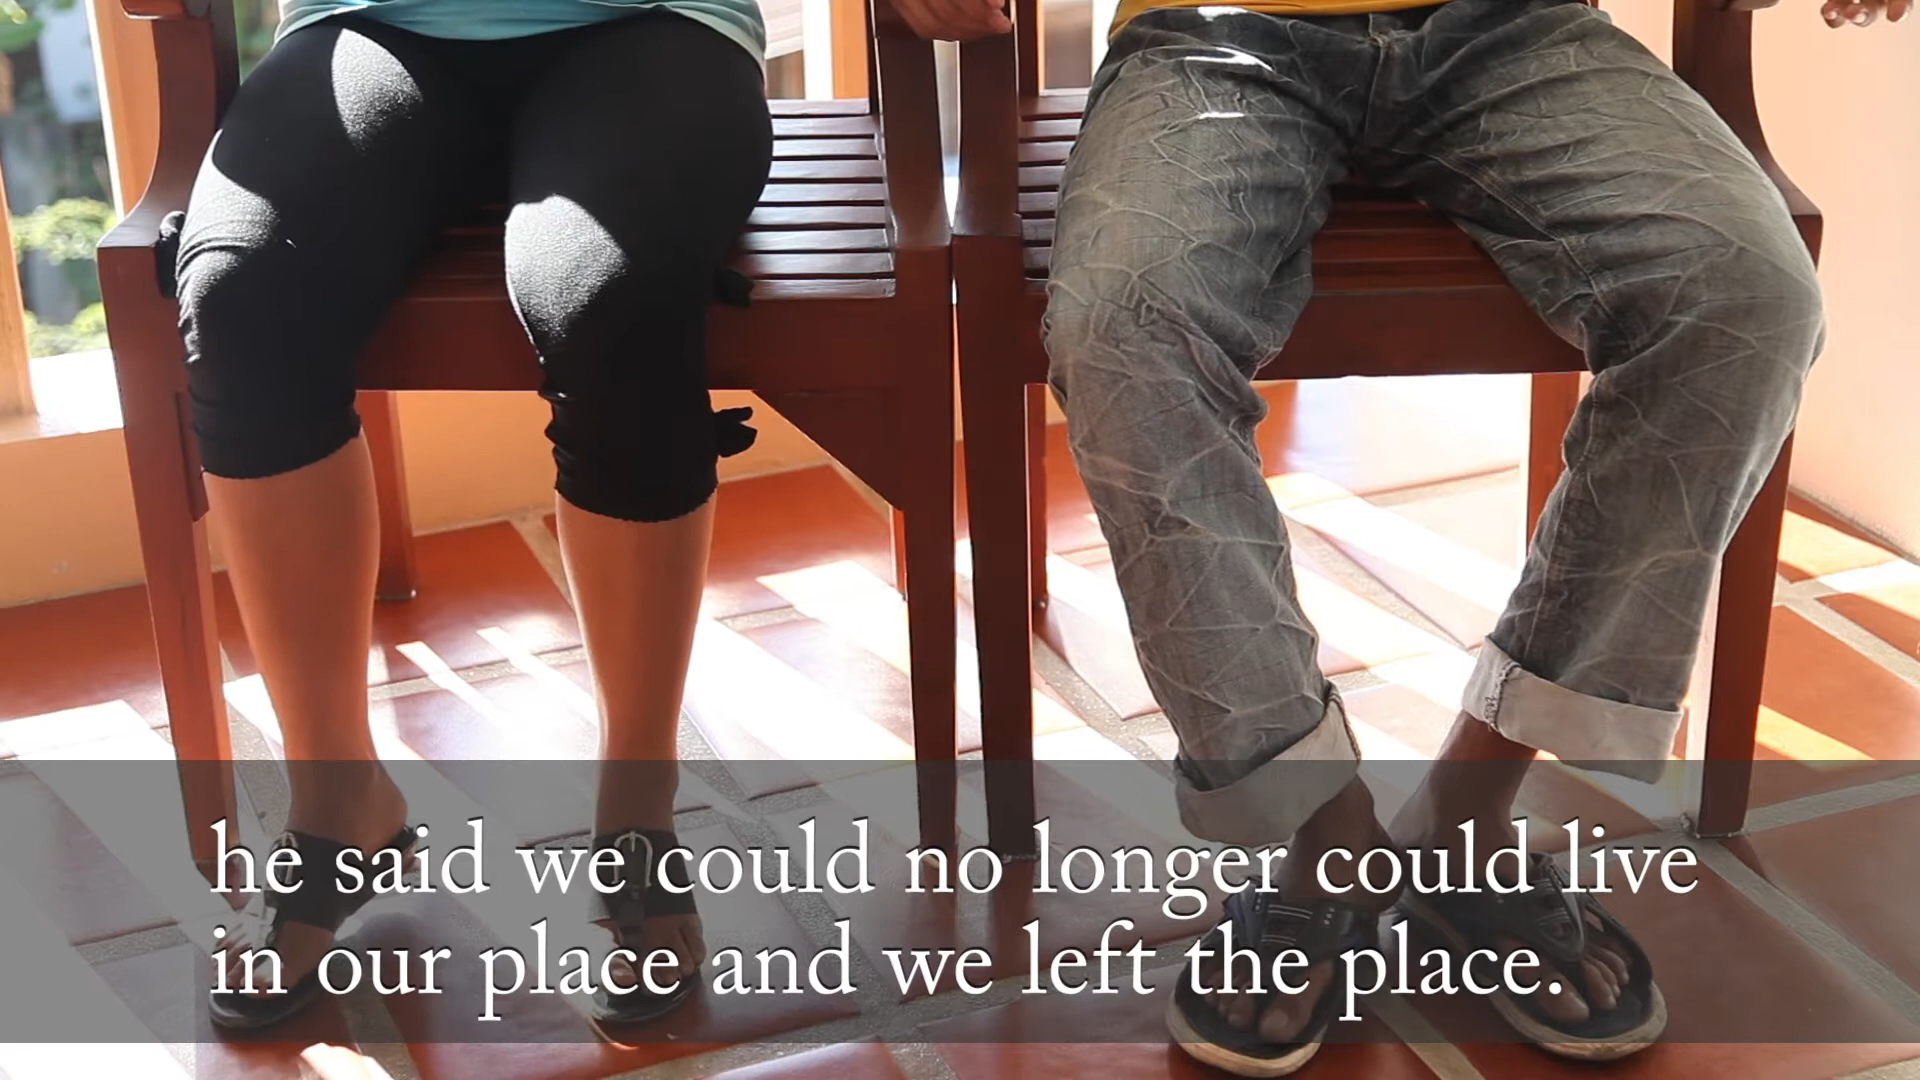 he said we could no longer could live
in our place and we left the place.